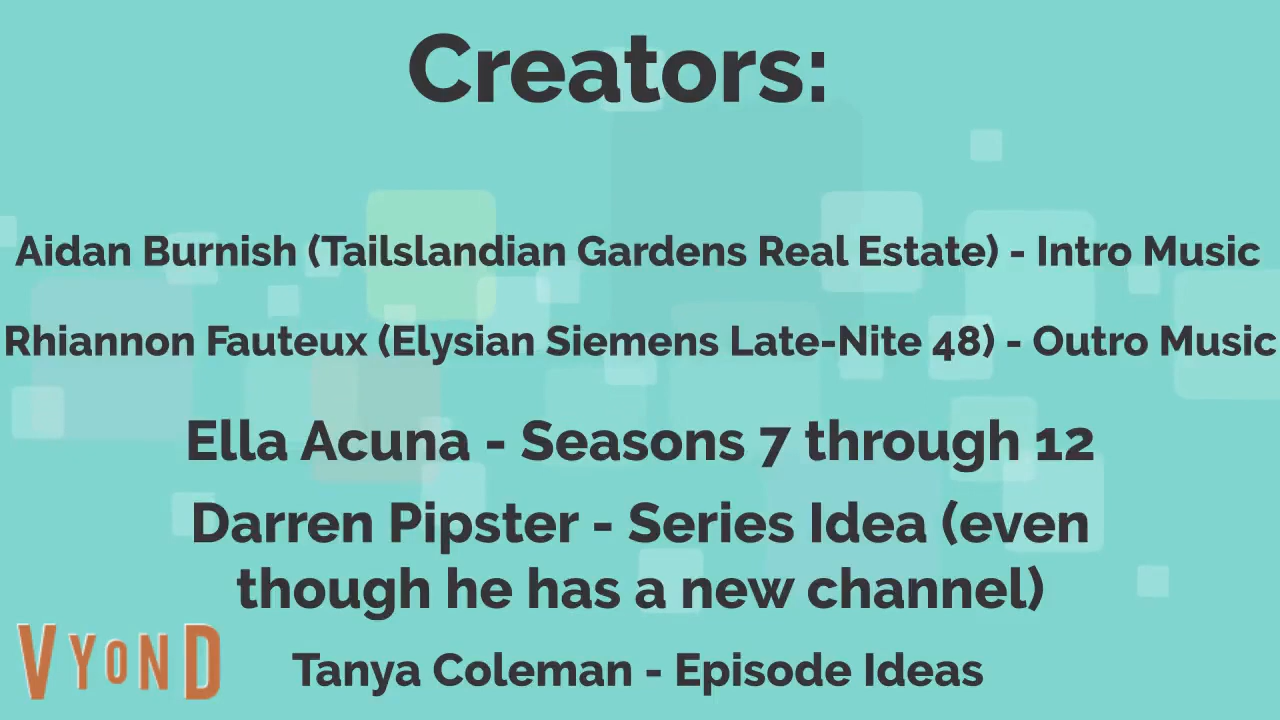 Creators:
Aidan Burnish (Tailslandian Gardens Real Estate) - Intro Music
Rhiannon Fauteux (Elysian Siemens Late-Nite 48) - Outro Music
Ella Acuna - Seasons 7 through 12
Darren Pipster - Series Idea (even
though he has a new channel)
Tanya Coleman - Episode Ideas
VYOND